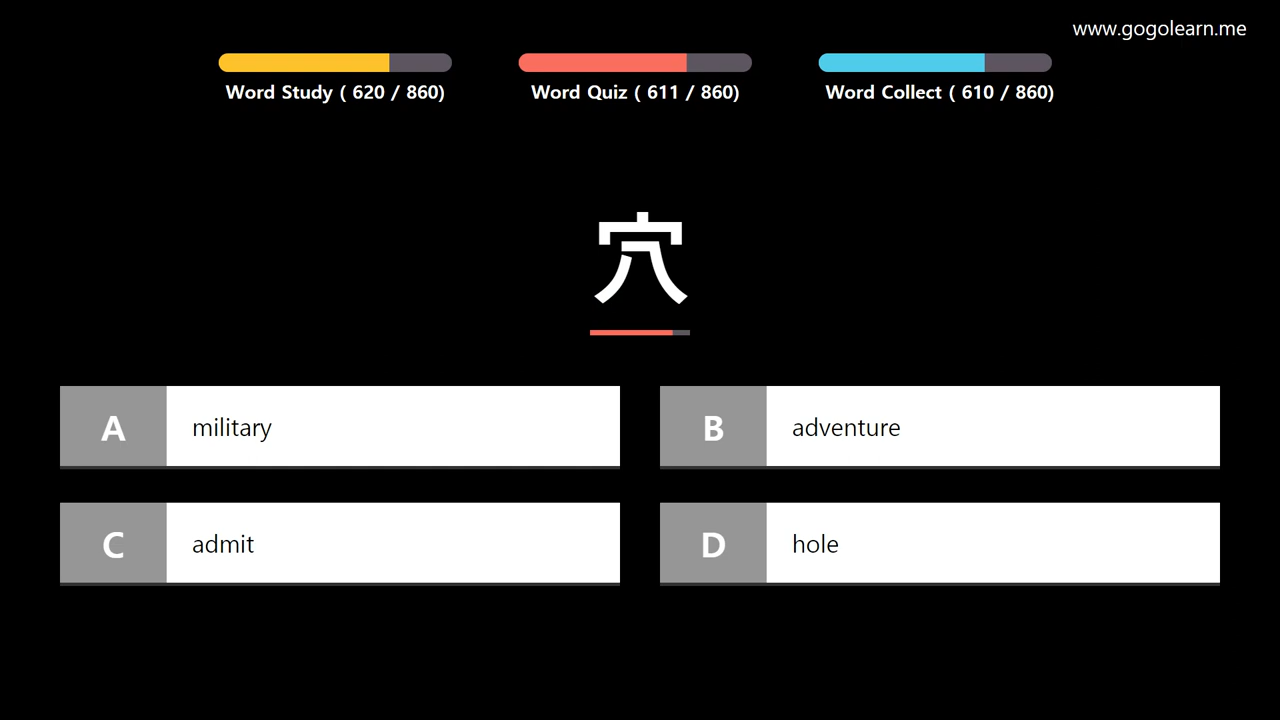 www.gogolearn.me
Word Study ( 620 / 860)
Word Quiz ( 611 / 860)
Word Collect ( 610 / 860)
穴
A military
B adventure
C admit
D hole